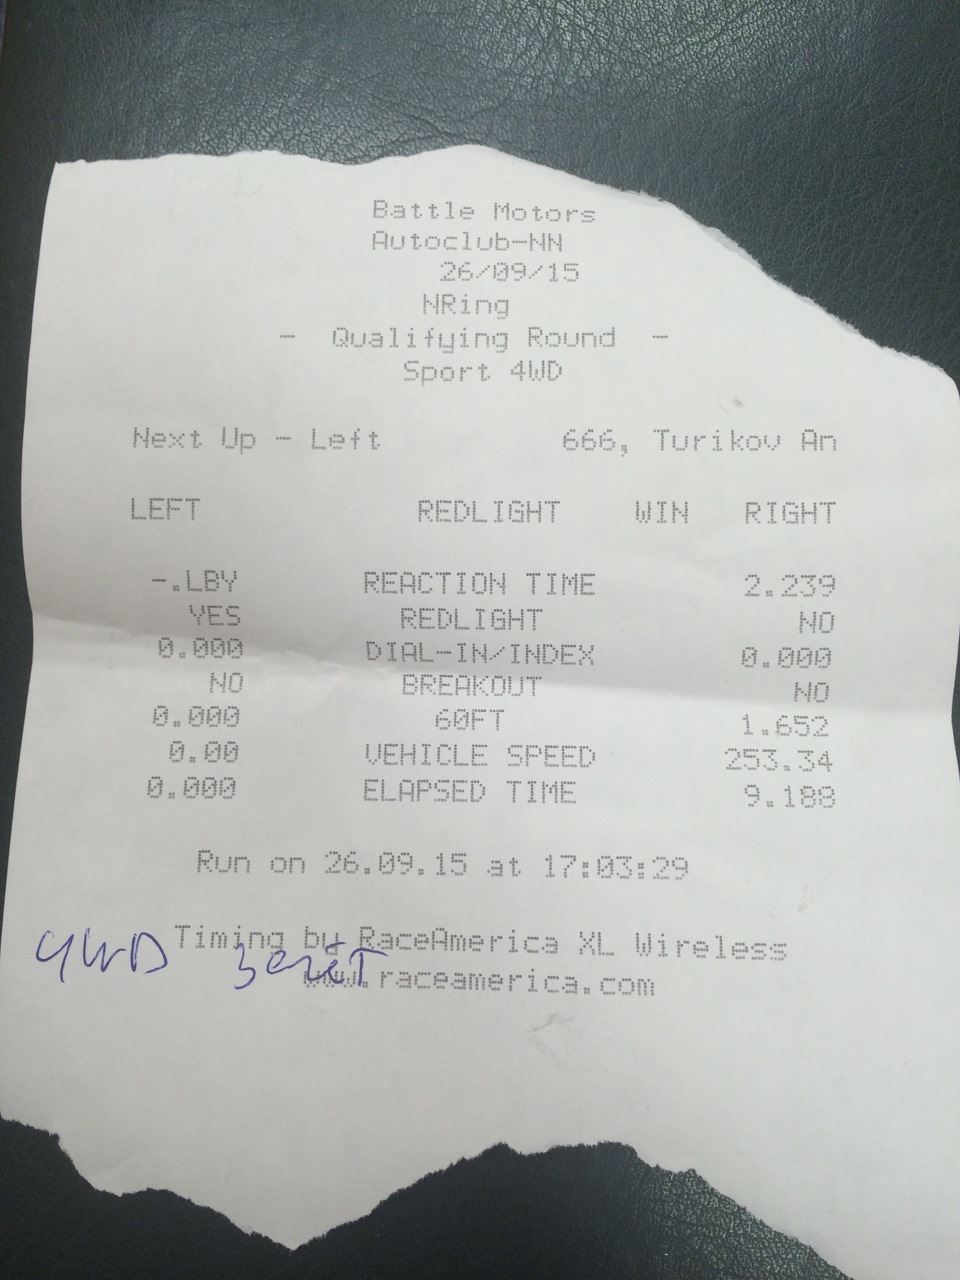 Battle Motors
Autoclub-NN
26/09/15
NRing
- Qualifying Round -
Sport 4WD
Next Up - Left 666, Turikov An
LEFT REDLIGHT WIN RIGHT
-.LBY REACTION TIME 2.239
YES REDLIGHT NO
0.000 DIAL-IN/INDEX 0.000
NO BREAKOUT NO
0.000 60FT 1.652
0.00 VEHICLE SPEED 253.34
0.000 ELAPSED TIME 9.188
Run on 26.09.15 at 17:03:29
Timing by RaceAmerica XL Wireless
4WD зачёт
www.raceamerica.com